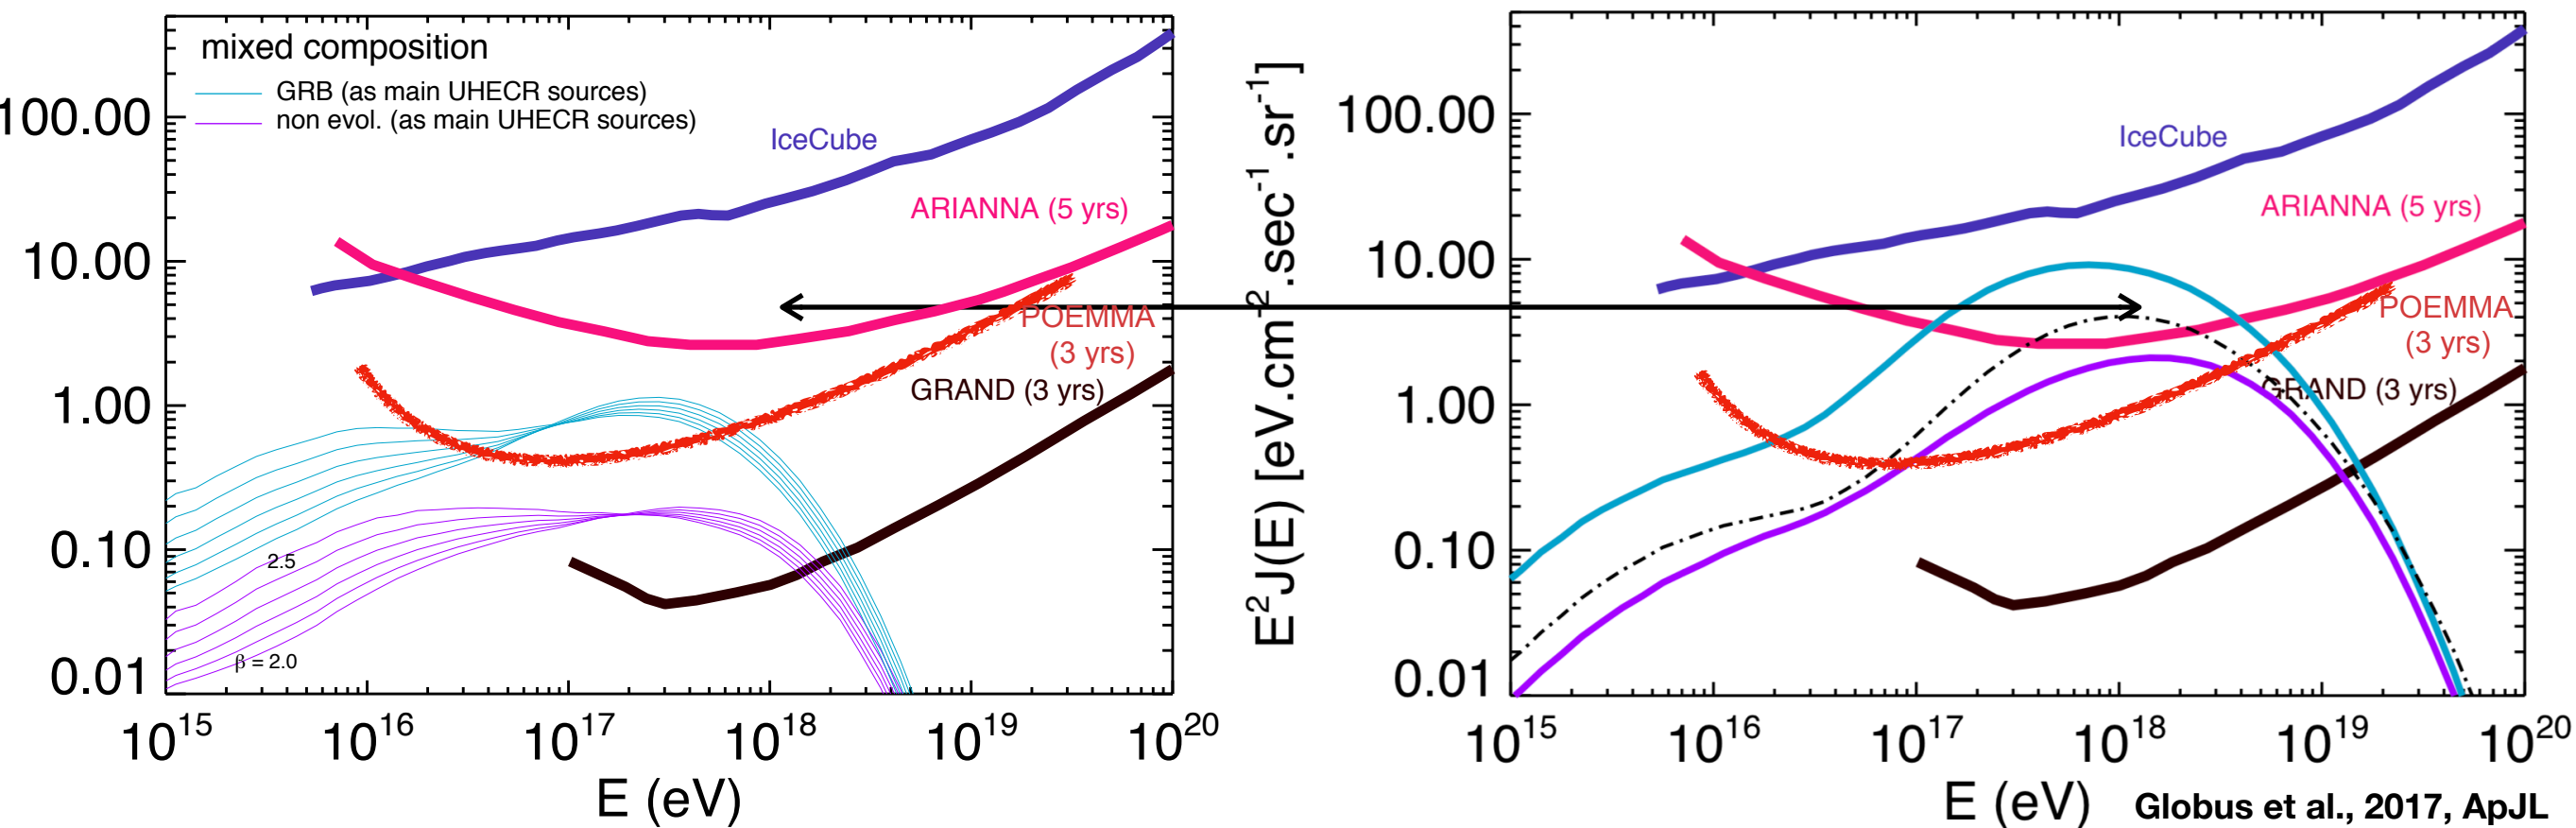 mixed composition
GRB (as main UHECR sources)
non evol. (as main UHECR sources)
IceCube
ARIANNA (5 yrs)
POEMMA
(3 yrs)
GRAND (3 yrs)
2.5
β = 2.0
100.00
10.00
1.00
0.10
0.01
10^15
10^16
10^17
10^18
10^19
10^20
E (eV)
E^2 J(E) [eV.cm^-2.sec^-1.sr^-1]
IceCube
ARIANNA (5 yrs)
POEMMA
(3 yrs)
GRAND (3 yrs)
100.00
10.00
1.00
0.10
0.01
10^15
10^16
10^17
10^18
10^19
10^20
E (eV)
Globus et al., 2017, ApJL